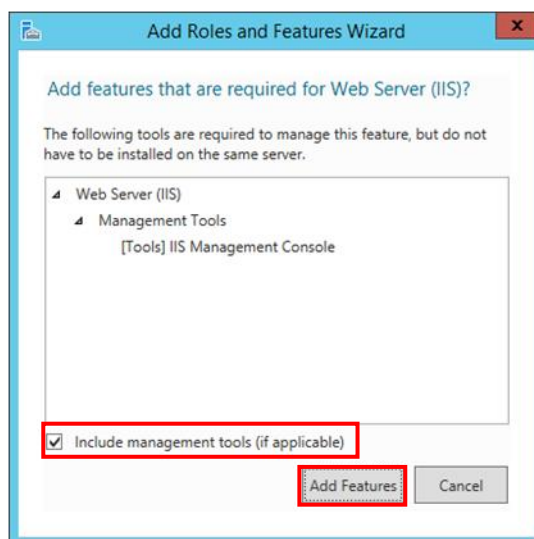 Add Roles and Features Wizard
x
Add features that are required for Web Server (IIS)?
The following tools are required to manage this feature, but do not
have to be installed on the same server.
Web Server (IIS)
Management Tools
[Tools] IIS Management Console
Include management tools (if applicable)
Add Features
Cancel